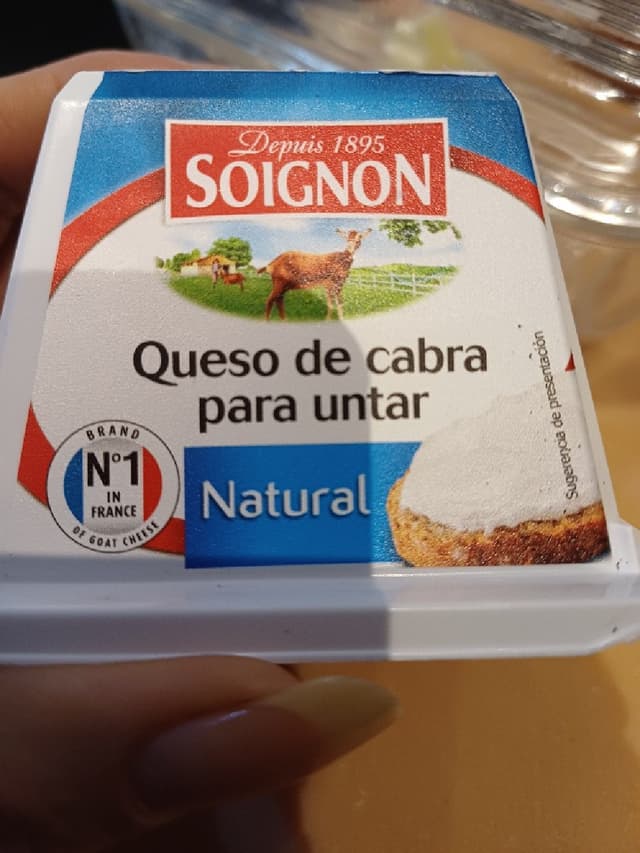 Depuis 1895
SOIGNON
Queso de cabra
para untar
Natural
BRAND
N°1
IN
FRANCE
OF GOAT CHEESE
Sugerencia de presentación